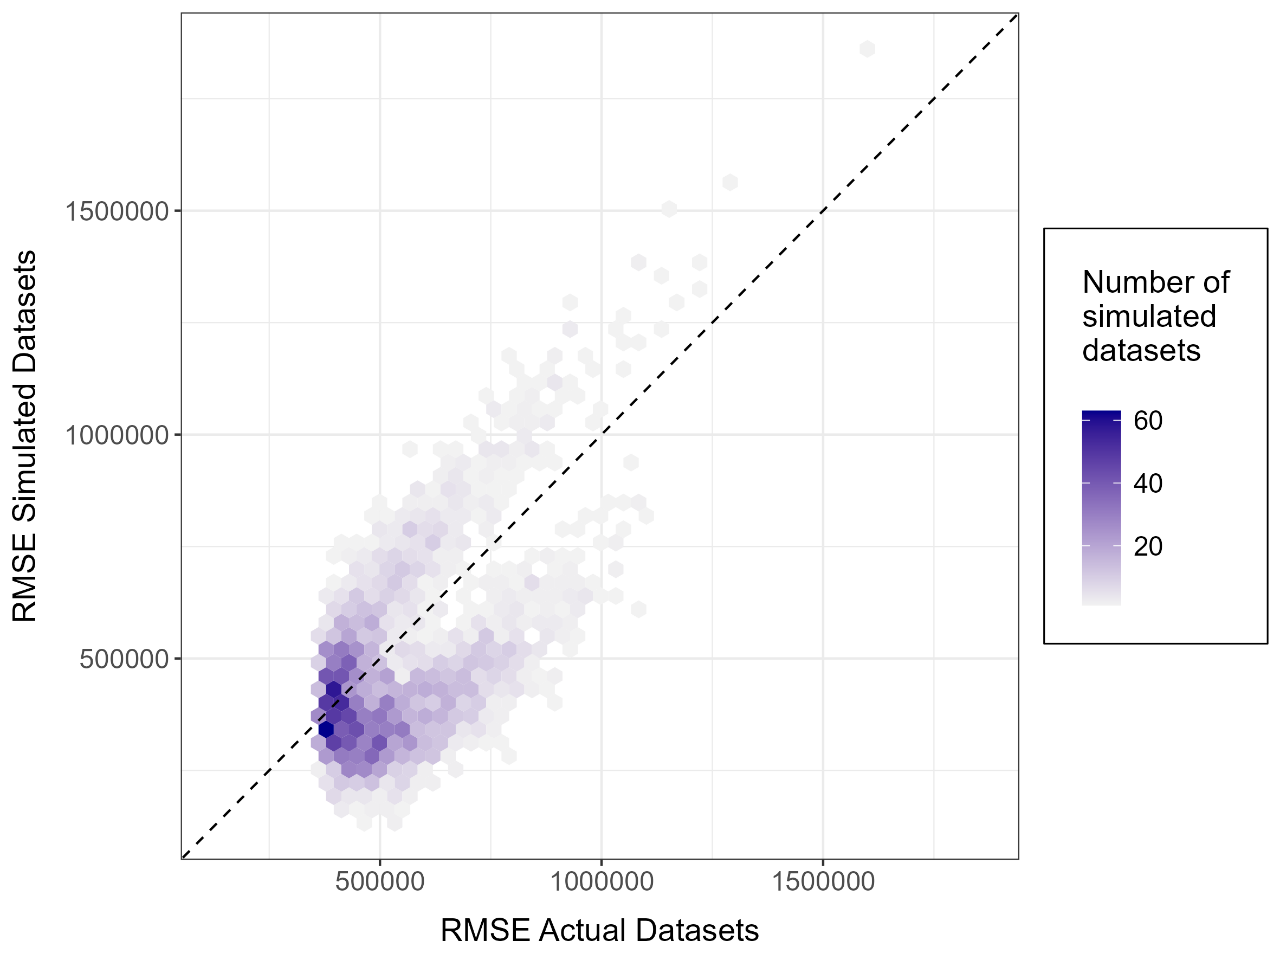 RMSE Simulated Datasets
1500000
1000000
500000
500000 1000000 1500000
RMSE Actual Datasets
Number of
simulated
datasets
60
40
20